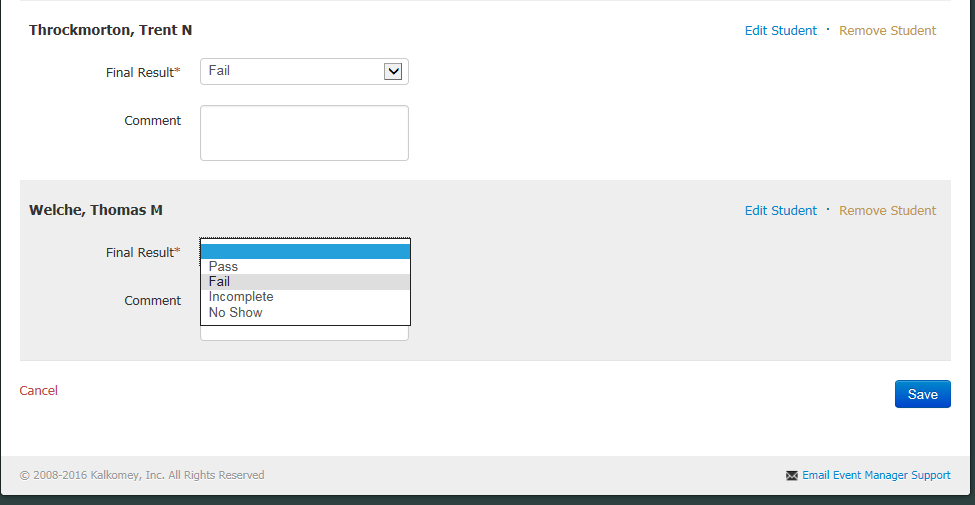 Throckmorton, Trent N
Edit Student · Remove Student
Final Result* Fail
Comment
Welche, Thomas M
Edit Student · Remove Student
Final Result*
Pass
Fail
Comment
Incomplete
No Show
Cancel
Save
© 2008-2016 Kalkomey, Inc. All Rights Reserved
Email Event Manager Support